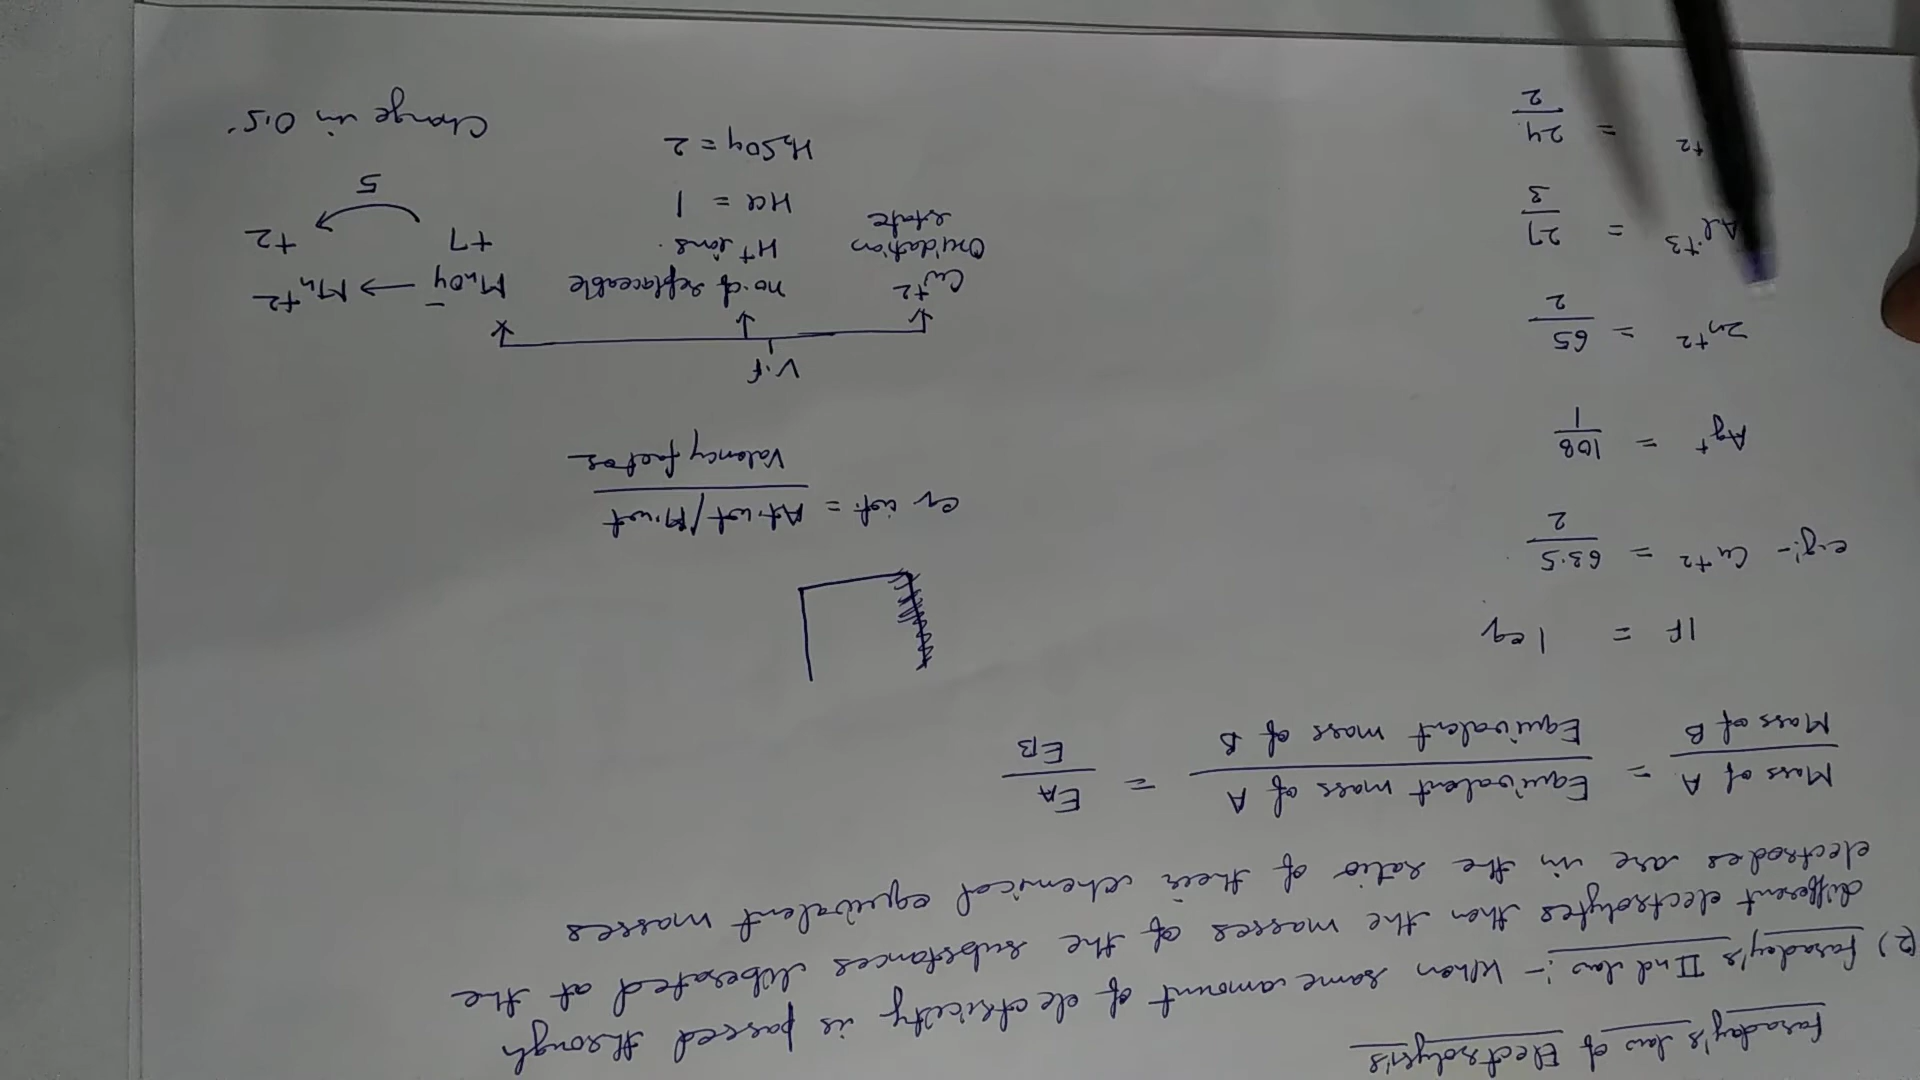 Faraday's law of Electrolysis
(2) Faraday's IInd law :- When same amount of electricity is passed through
different electrolytes then the masses of the substances liberated at the
electrodes are in the ratio of their chemical equivalent masses
Mass of A / Mass of B = Equivalent mass of A / Equivalent mass of B = EA / EB
1F = 1 eq
e.g:- Cu+2 = 63.5 / 2
Ag+ = 108 / 1
Zn+2 = 65 / 2
Al+3 = 27 / 3
+2 = 24 / 2
eq wt. = At.wt / M.wt / Valency factor
V.f
Cu+2
Oxidation
state
no. of replaceable
H+ ions.
HCl = 1
H2SO4 = 2
MnO4- → Mn+2
+7 +2
5
Change in O.S.